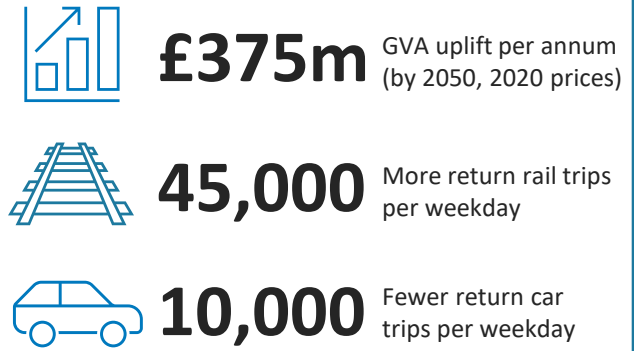 £375m GVA uplift per annum
(by 2050, 2020 prices)
45,000 More return rail trips
per weekday
10,000 Fewer return car
trips per weekday